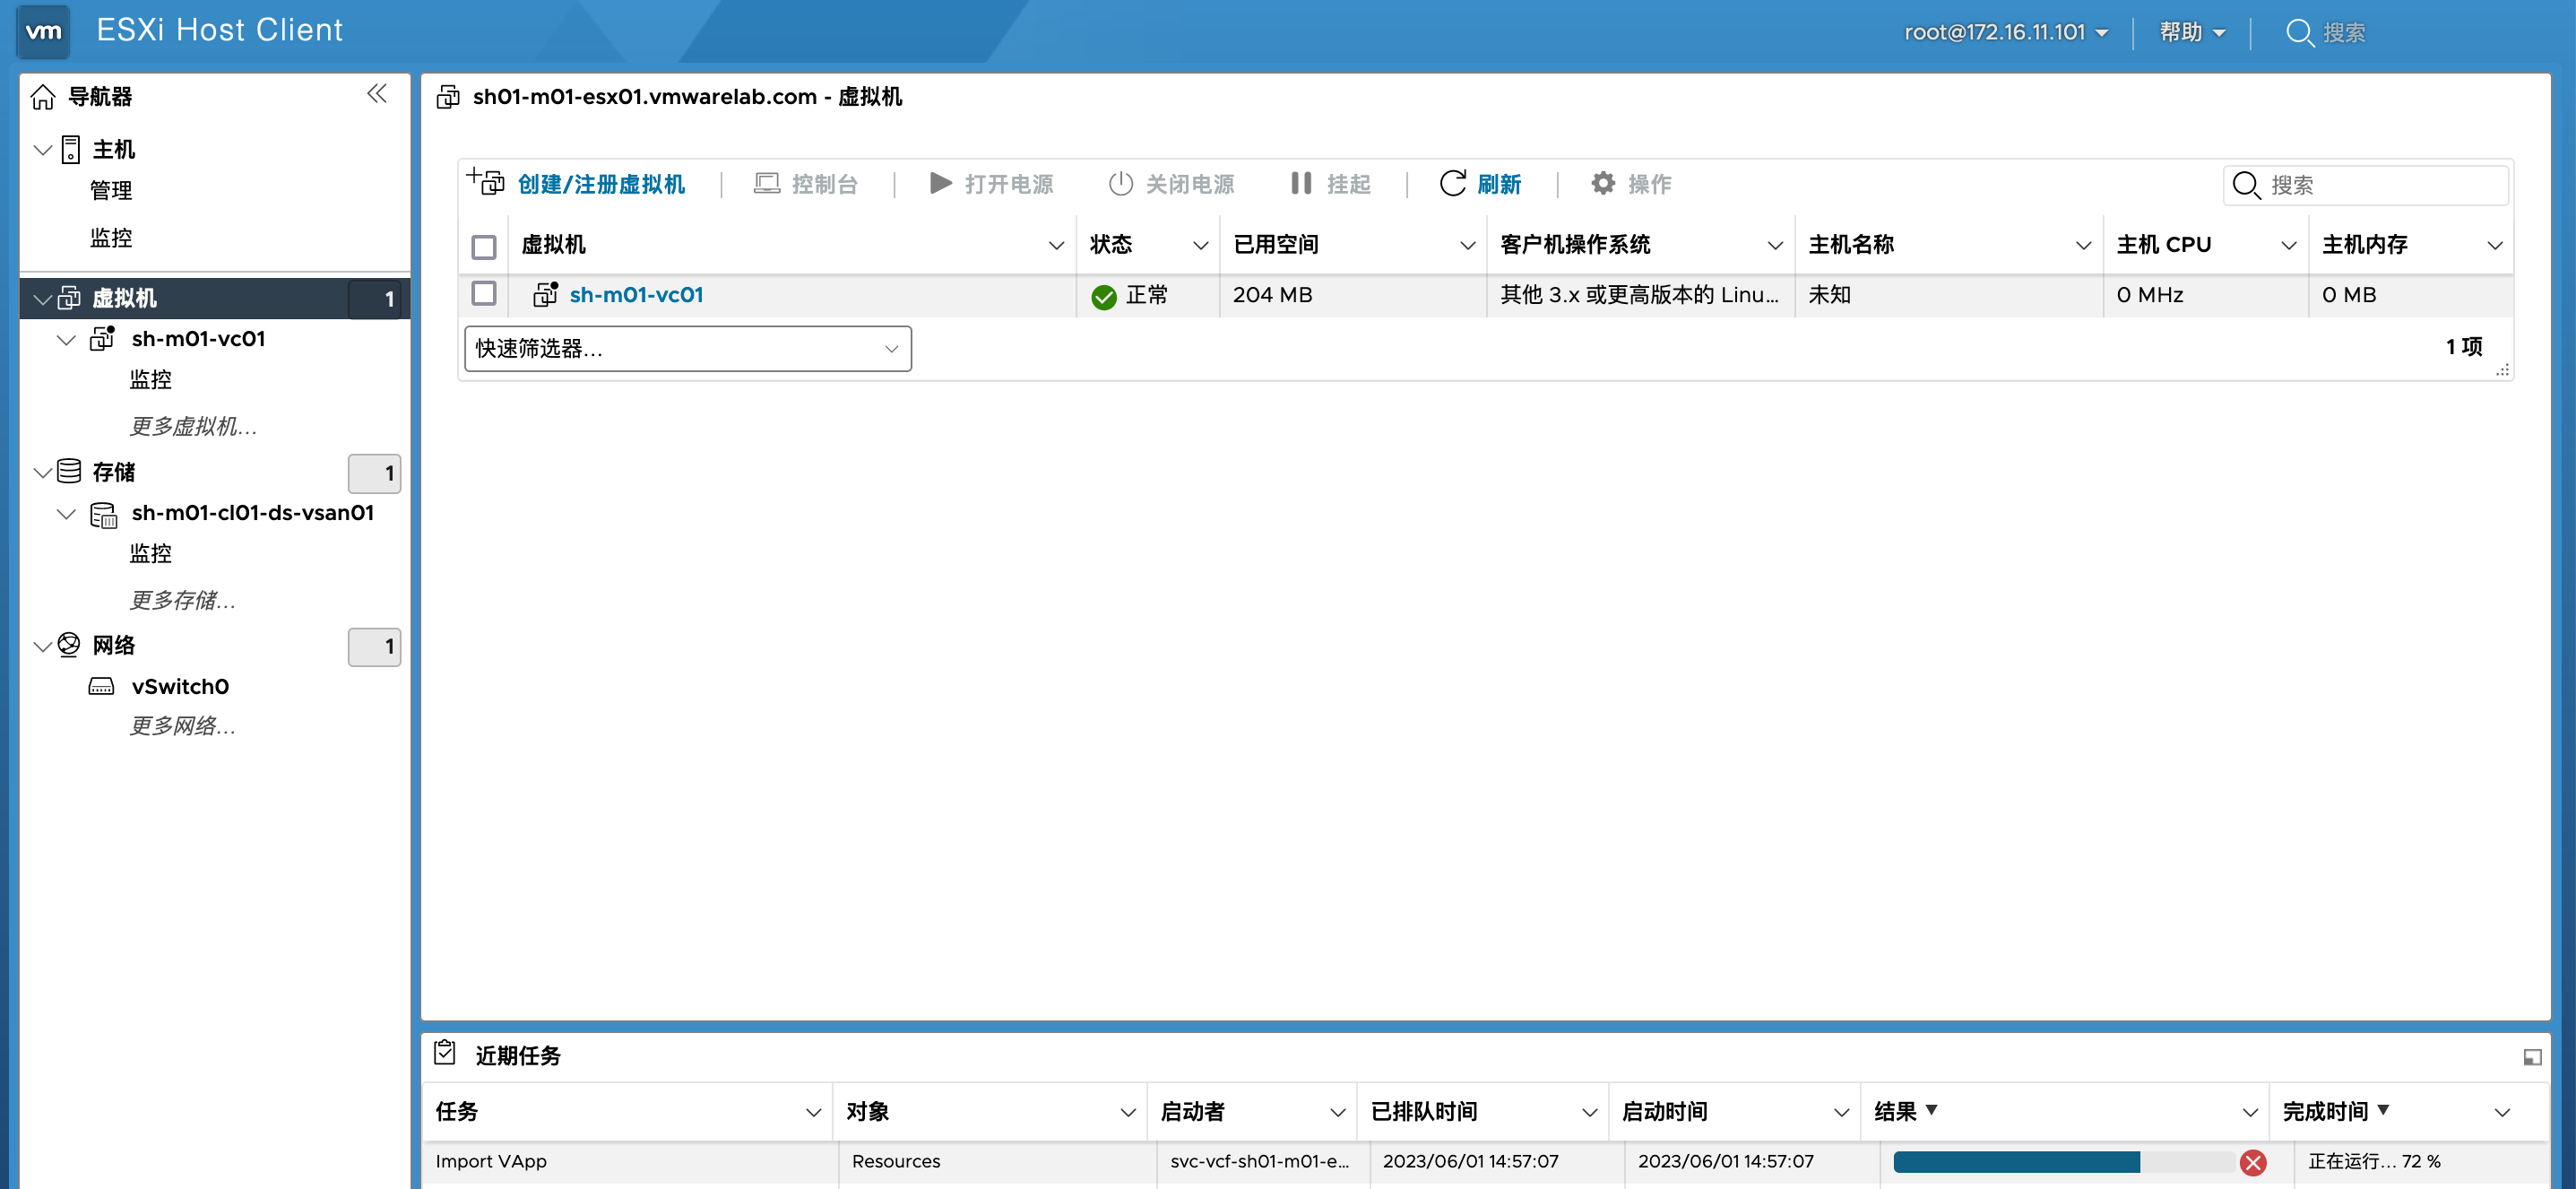 vm
ESXi Host Client
root@172.16.11.101
帮助
搜索
导航器
主机
管理
监控
虚拟机
1
sh-m01-vc01
监控
更多虚拟机...
存储
1
sh-m01-cl01-ds-vsan01
监控
更多存储...
网络
1
vSwitch0
更多网络...
sh01-m01-esx01.vmwarelab.com - 虚拟机
创建/注册虚拟机
控制台
打开电源
关闭电源
挂起
刷新
操作
搜索
虚拟机
状态
已用空间
客户机操作系统
主机名称
主机 CPU
主机内存
sh-m01-vc01
正常
204 MB
其他 3.x 或更高版本的 Linu...
未知
0 MHz
0 MB
快速筛选器...
1 项
近期任务
任务
对象
启动者
已排队时间
启动时间
结果
完成时间
Import VApp
Resources
svc-vcf-sh01-m01-e...
2023/06/01 14:57:07
2023/06/01 14:57:07
正在运行... 72 %